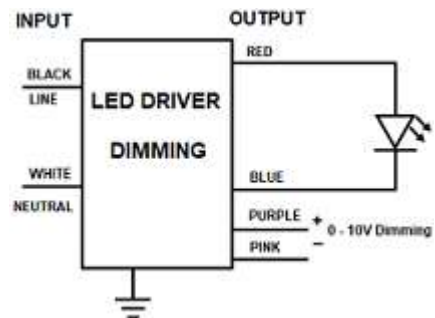 INPUT
OUTPUT
RED
BLACK
LINE
LED DRIVER
DIMMING
WHITE
NEUTRAL
BLUE
PURPLE
+
0 - 10V Dimming
PINK
−